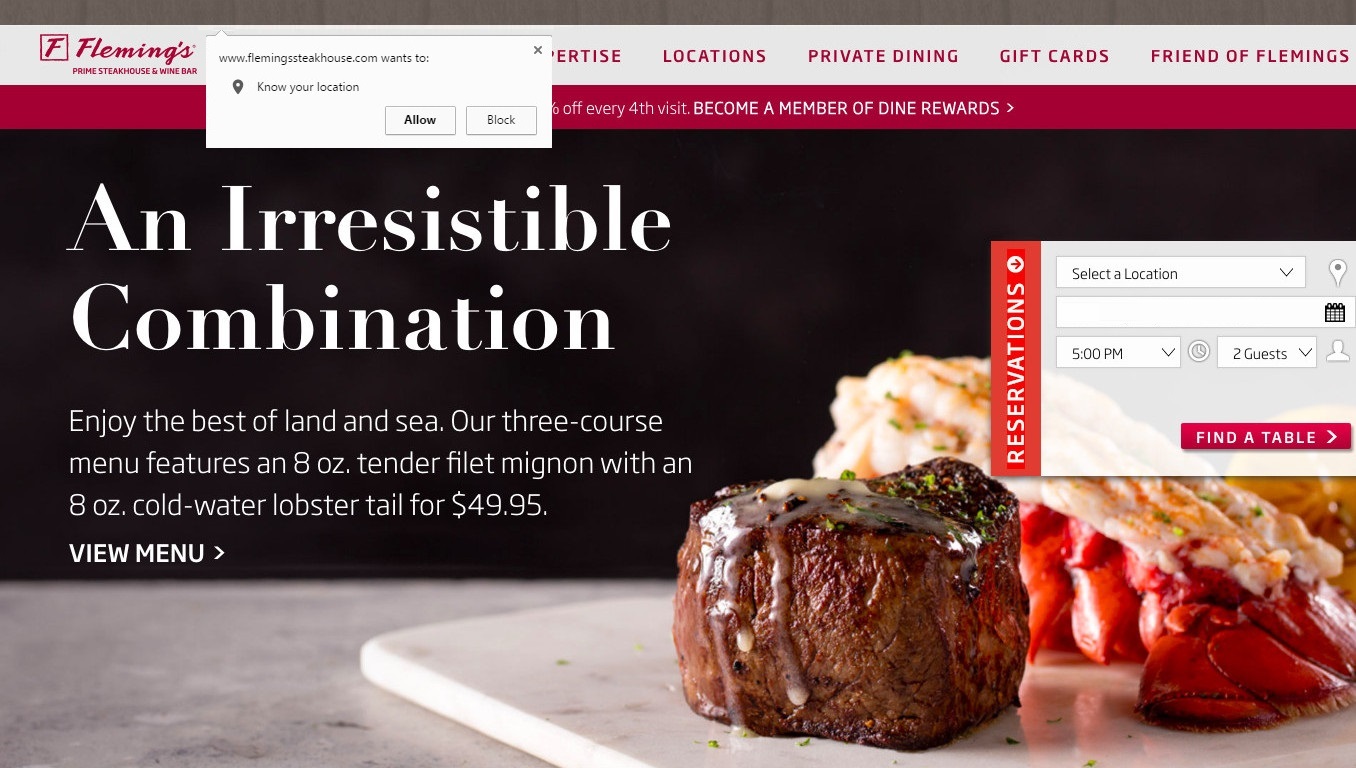 F Fleming's
PRIME STEAKHOUSE & WINE BAR
www.flemingssteakhouse.com wants to:
Know your location
Allow
Block
LOCATIONS
PRIVATE DINING
GIFT CARDS
FRIEND OF FLEMINGS
off every 4th visit. BECOME A MEMBER OF DINE REWARDS >
An Irresistible
Combination
Enjoy the best of land and sea. Our three-course
menu features an 8 oz. tender filet mignon with an
8 oz. cold-water lobster tail for $49.95.
VIEW MENU >
RESERVATIONS
Select a Location
5:00 PM
2 Guests
FIND A TABLE >